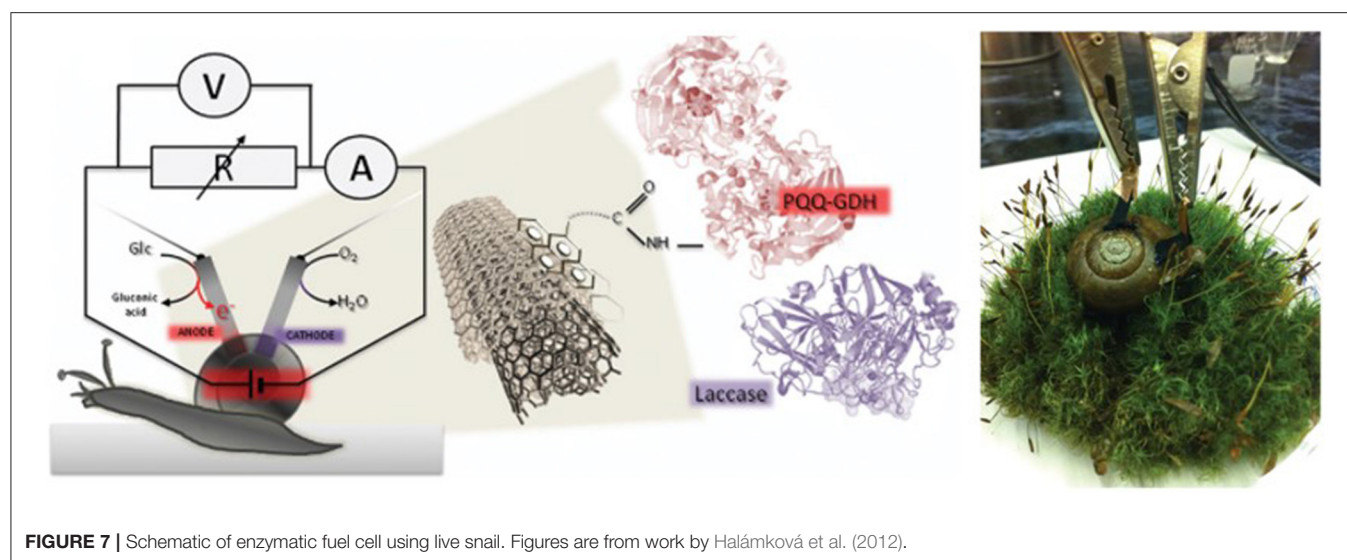 V
R
A
Glc
O₂
Gluconic
acid
e⁻
H₂O
ANODE
CATHODE
O
C
NH
PQQ-GDH
Laccase
FIGURE 7 | Schematic of enzymatic fuel cell using live snail. Figures are from work by Halámková et al. (2012).